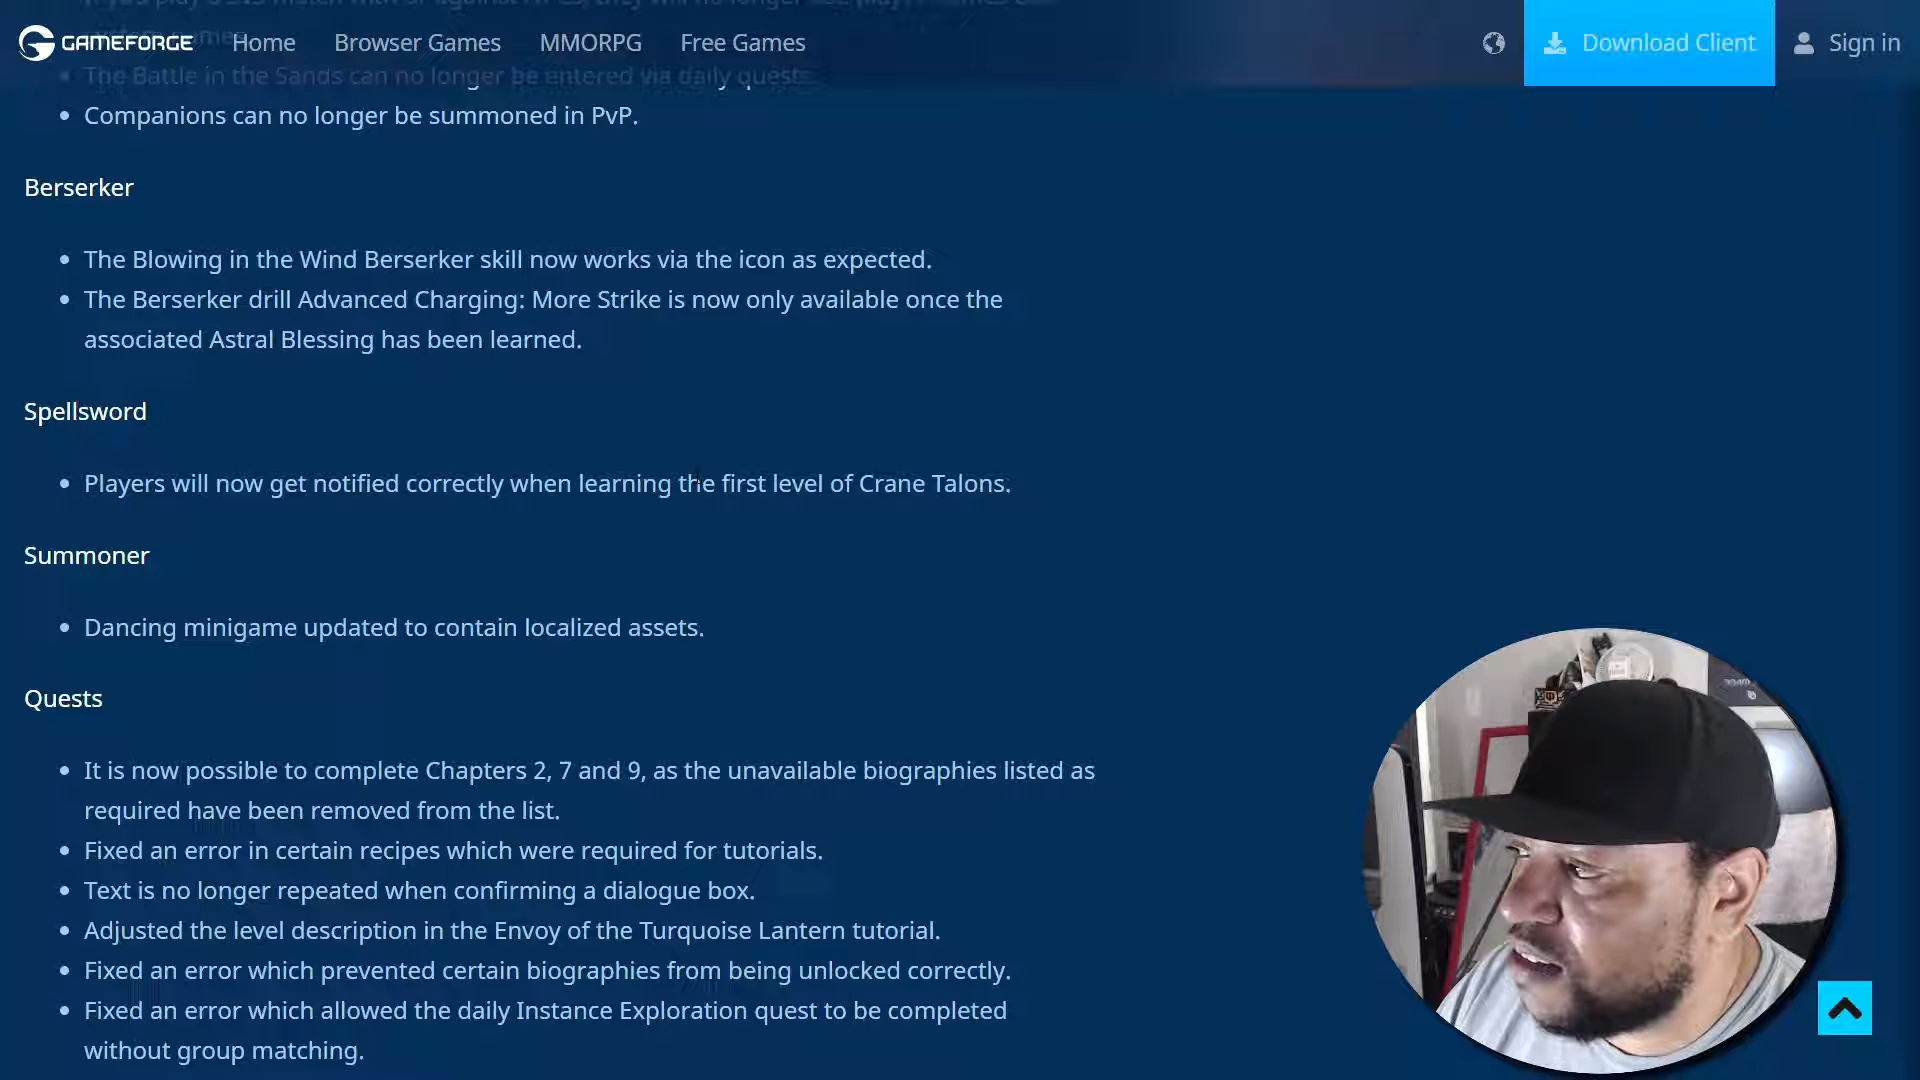 GAMEFORGE Home Browser Games MMORPG Free Games Download Client Sign in
The Battle in the Sands can no longer be entered via daily quests.
Companions can no longer be summoned in PvP.
Berserker
The Blowing in the Wind Berserker skill now works via the icon as expected.
The Berserker drill Advanced Charging: More Strike is now only available once the
associated Astral Blessing has been learned.
Spellsword
Players will now get notified correctly when learning the first level of Crane Talons.
Summoner
Dancing minigame updated to contain localized assets.
Quests
It is now possible to complete Chapters 2, 7 and 9, as the unavailable biographies listed as
required have been removed from the list.
Fixed an error in certain recipes which were required for tutorials.
Text is no longer repeated when confirming a dialogue box.
Adjusted the level description in the Envoy of the Turquoise Lantern tutorial.
Fixed an error which prevented certain biographies from being unlocked correctly.
Fixed an error which allowed the daily Instance Exploration quest to be completed
without group matching.